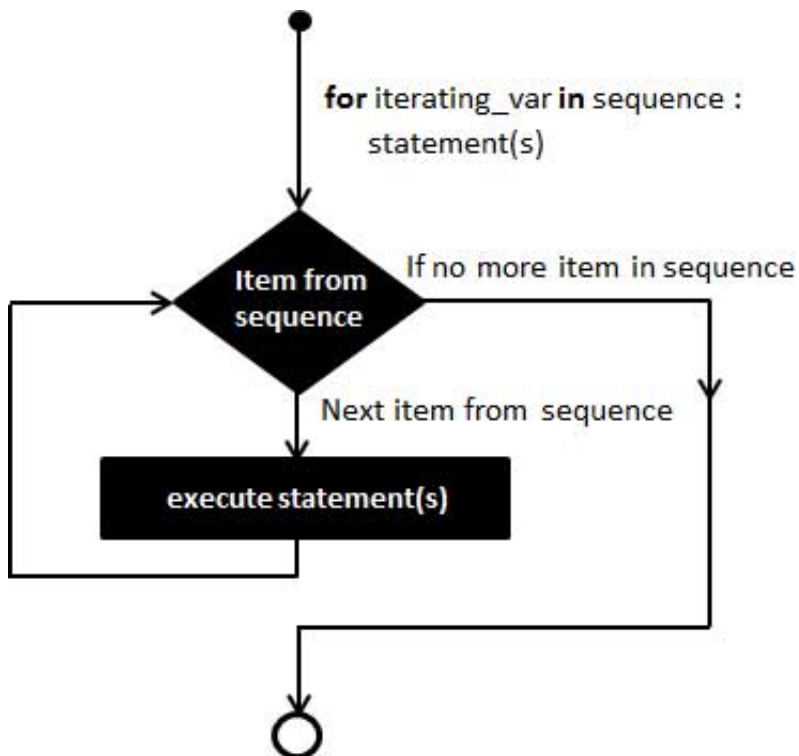 for iterating_var in sequence :
statement(s)
If no more item in sequence
Item from
sequence
Next item from sequence
execute statement(s)